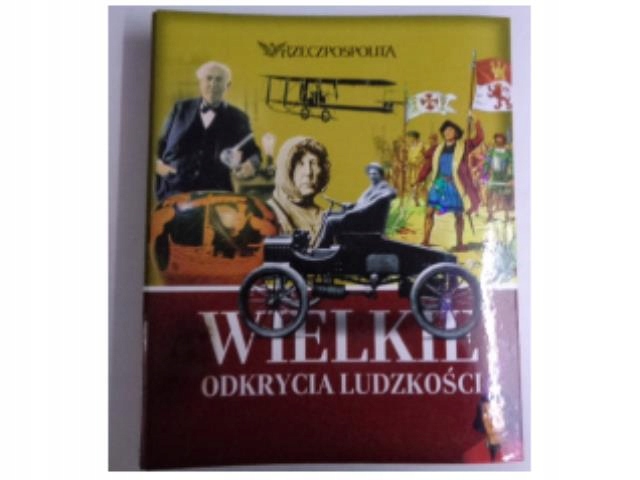 RZECZPOSPOLITA
WIELKIE
ODKRYCIA LUDZKOŚCI